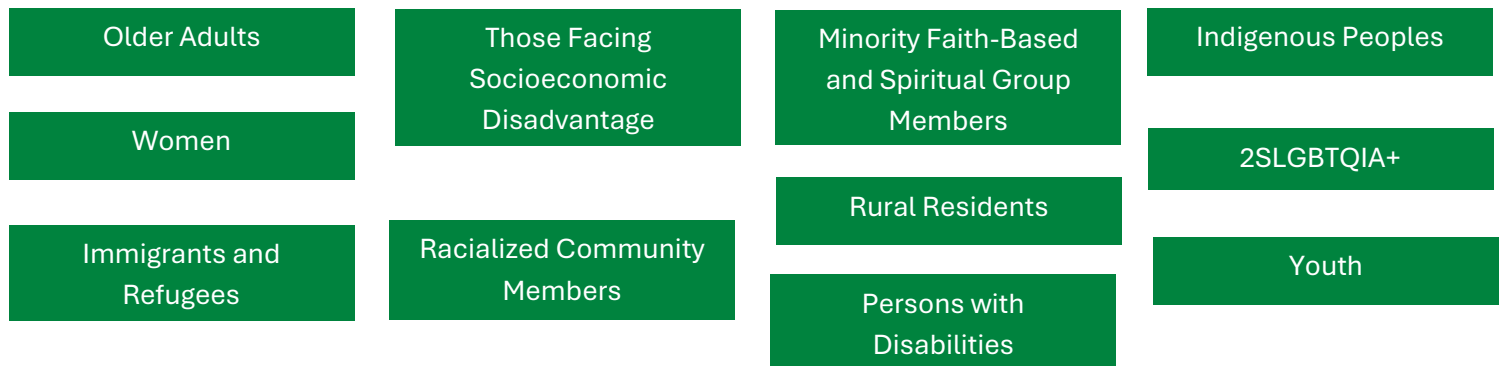 Older Adults
Women
Immigrants and
Refugees
Those Facing
Socioeconomic
Disadvantage
Racialized Community
Members
Minority Faith-Based
and Spiritual Group
Members
Rural Residents
Persons with
Disabilities
Indigenous Peoples
2SLGBTQIA+
Youth